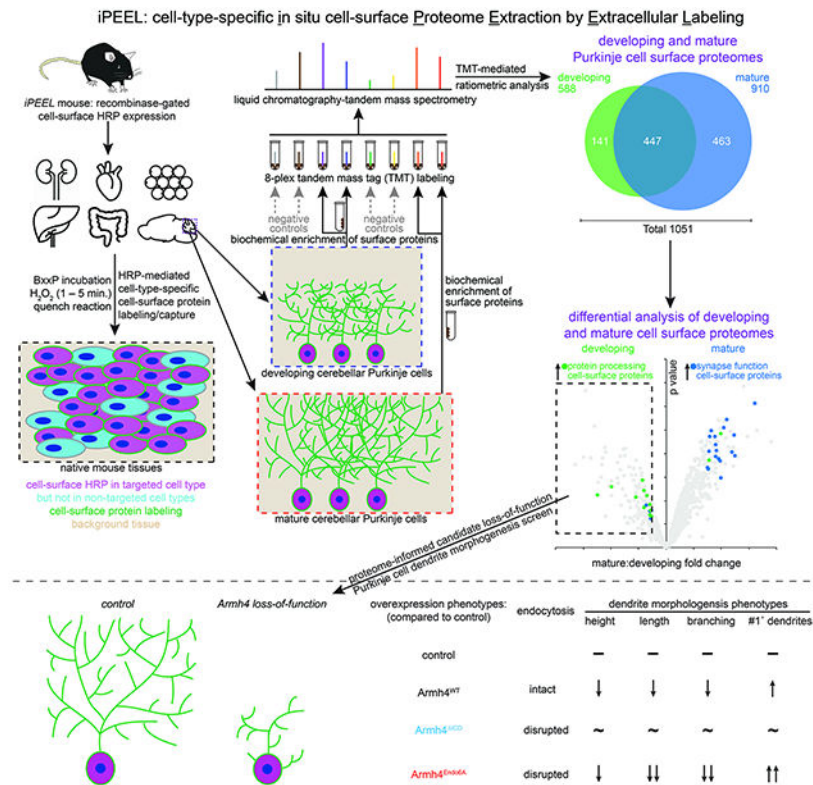 iPEEL: cell-type-specific in situ cell-surface Proteome Extraction by Extracellular Labeling
iPEEL mouse: recombinase-gated
cell-surface HRP expression
BxxP incubation
H2O2 (1 – 5 min.)
quench reaction
HRP-mediated
cell-type-specific
cell-surface protein
labeling/capture
native mouse tissues
cell-surface HRP in targeted cell type
but not in non-targeted cell types
cell-surface protein labeling
background tissue
liquid chromatography-tandem mass spectrometry
8-plex tandem mass tag (TMT) labeling
negative
controls
negative
controls
biochemical enrichment of surface proteins
developing cerebellar Purkinje cells
mature cerebellar Purkinje cells
biochemical
enrichment of
surface proteins
TMT-mediated
ratiometric analysis
developing and mature
Purkinje cell surface proteomes
developing
588
mature
910
141
447
463
Total 1051
differential analysis of developing
and mature cell surface proteomes
developing
mature
protein processing
cell-surface proteins
p value
synapse function
cell-surface proteins
mature:developing fold change
proteome-informed candidate loss-of-function
Purkinje cell dendrite morphogenesis screen
control
Armh4 loss-of-function
overexpression phenotypes:
(compared to control)
endocytosis
dendrite morphologensis phenotypes
height length branching #1˚ dendrites
control – – – –
Armh4WT intact ↓ ↓ ↓ ↑
Armh4 disrupted ~ ~ ~ ~
Armh4Endo6A disrupted ↓ ↓↓ ↓↓ ↑↑